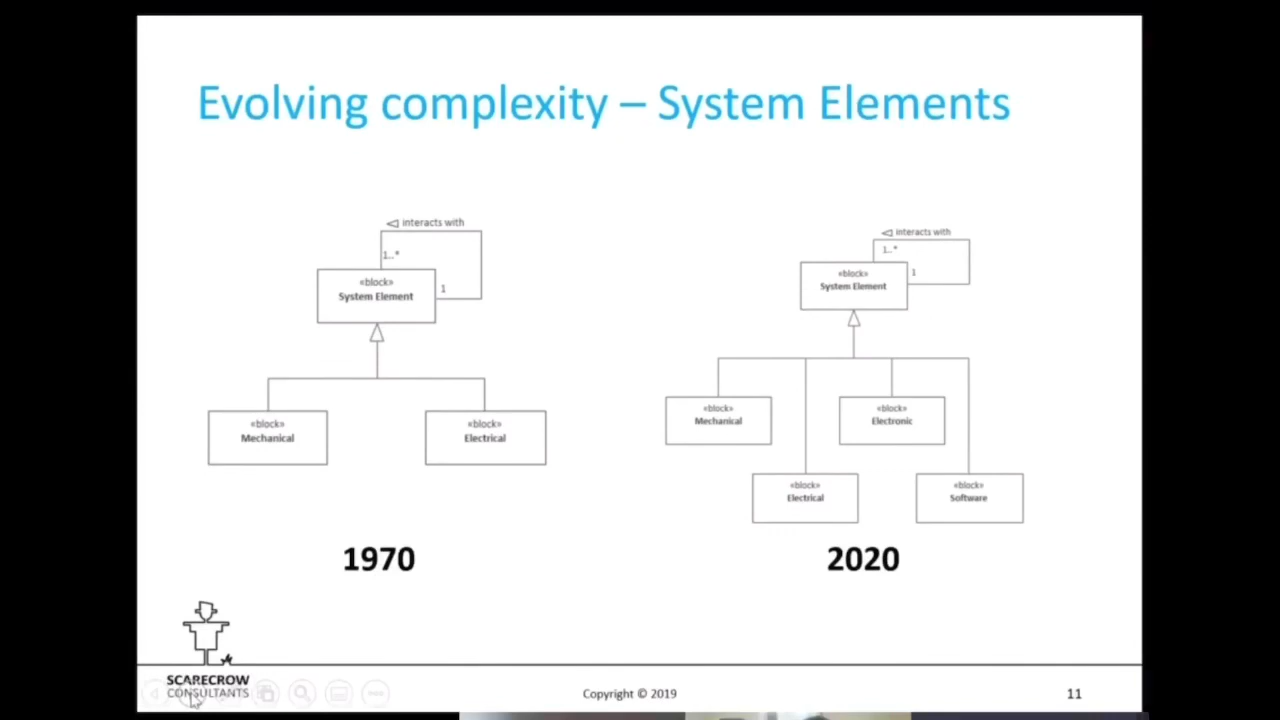 Evolving complexity – System Elements
◁ interacts with
1..*
1
«block»
System Element
«block»
Mechanical
«block»
Electrical
1970
◁ interacts with
1..*
1
«block»
System Element
«block»
Mechanical
«block»
Electronic
«block»
Electrical
«block»
Software
2020
SCARECROW
CONSULTANTS
Copyright © 2019
11